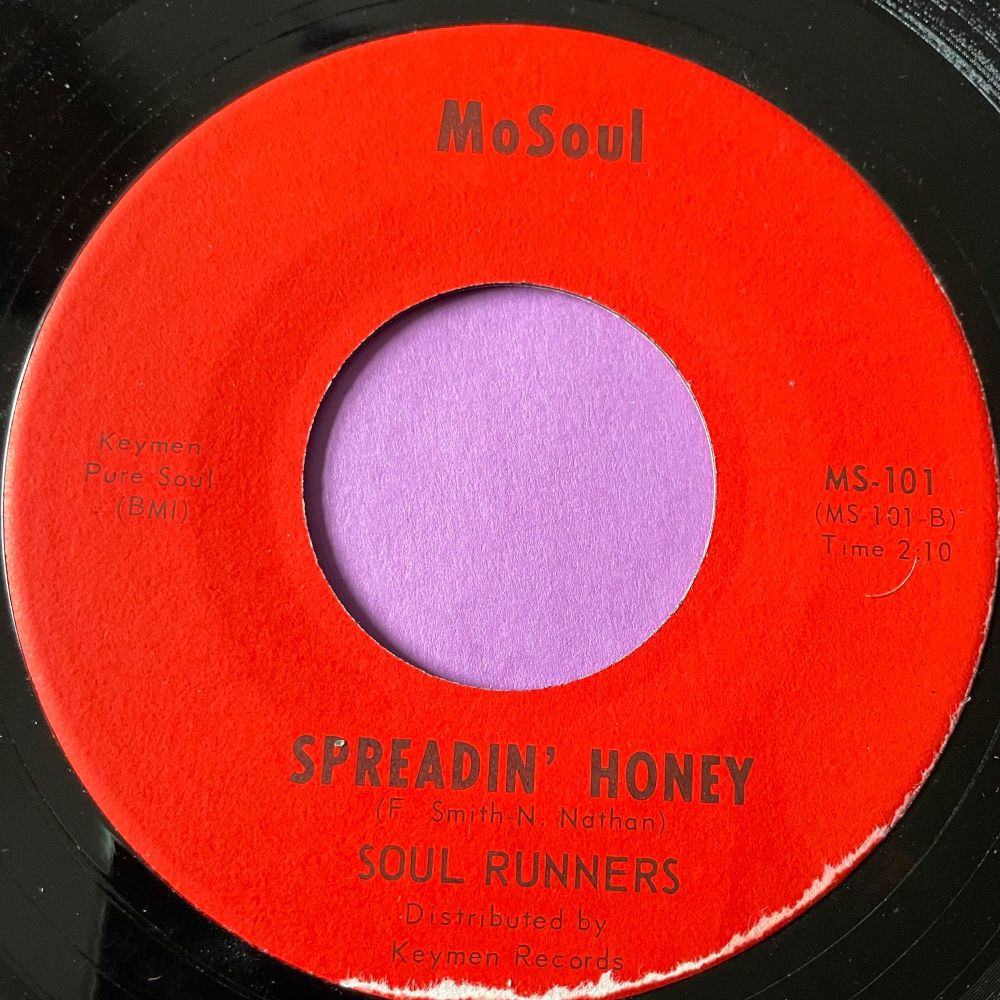 MoSoul
Keymen
Pure Soul
(BMI)
MS-101
(MS 101-B)
Time 2:10
SPREADIN' HONEY
(F. Smith-N. Nathan)
SOUL RUNNERS
Distributed by
Keymen Records